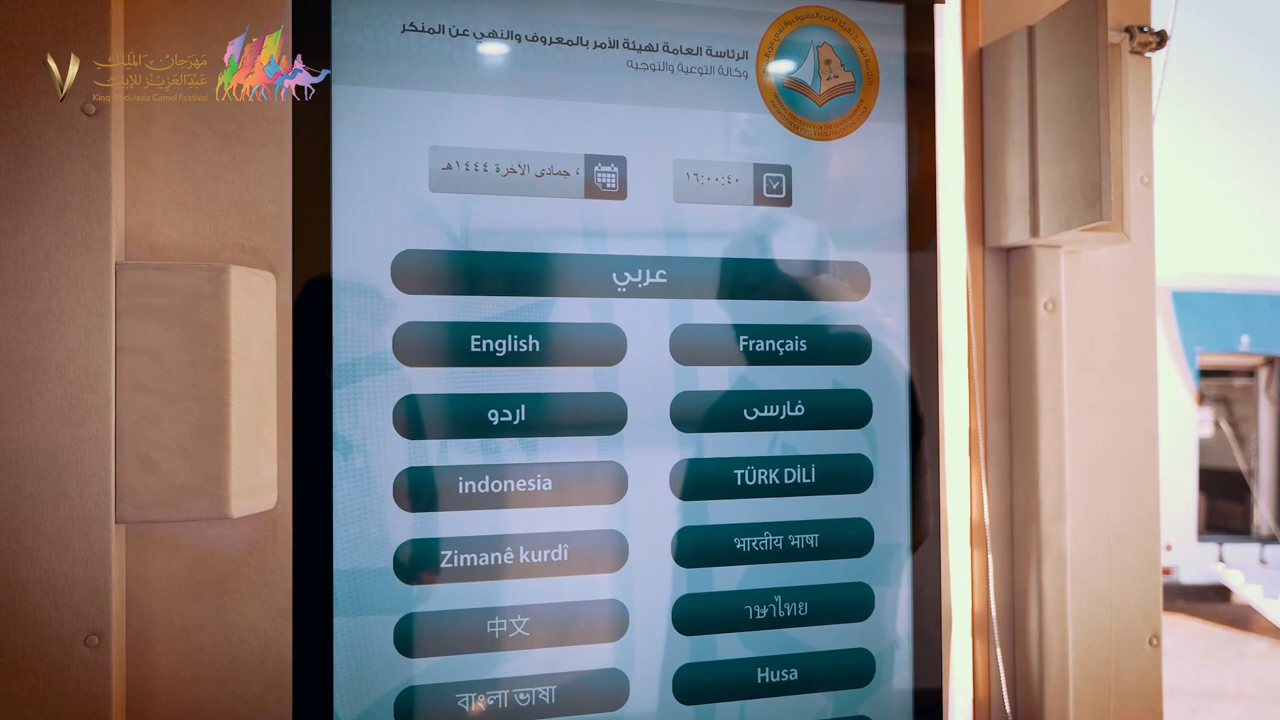 مهرجان الملك
عبدالعزيز للإبل
King Abdulaziz Camel Festival
الرئاسة العامة لهيئة الأمر بالمعروف والنهي عن المنكر
وكالة التوعية والتوجيه
، جمادى الآخرة ١٤٤٤هـ
١٦:٠٠:٤٠
عربي
English
Français
اردو
فارسى
indonesia
TÜRK DİLİ
Zimanê kurdî
भारतीय भाषा
中文
าษาไทย
বাংলা ভাষা
Husa